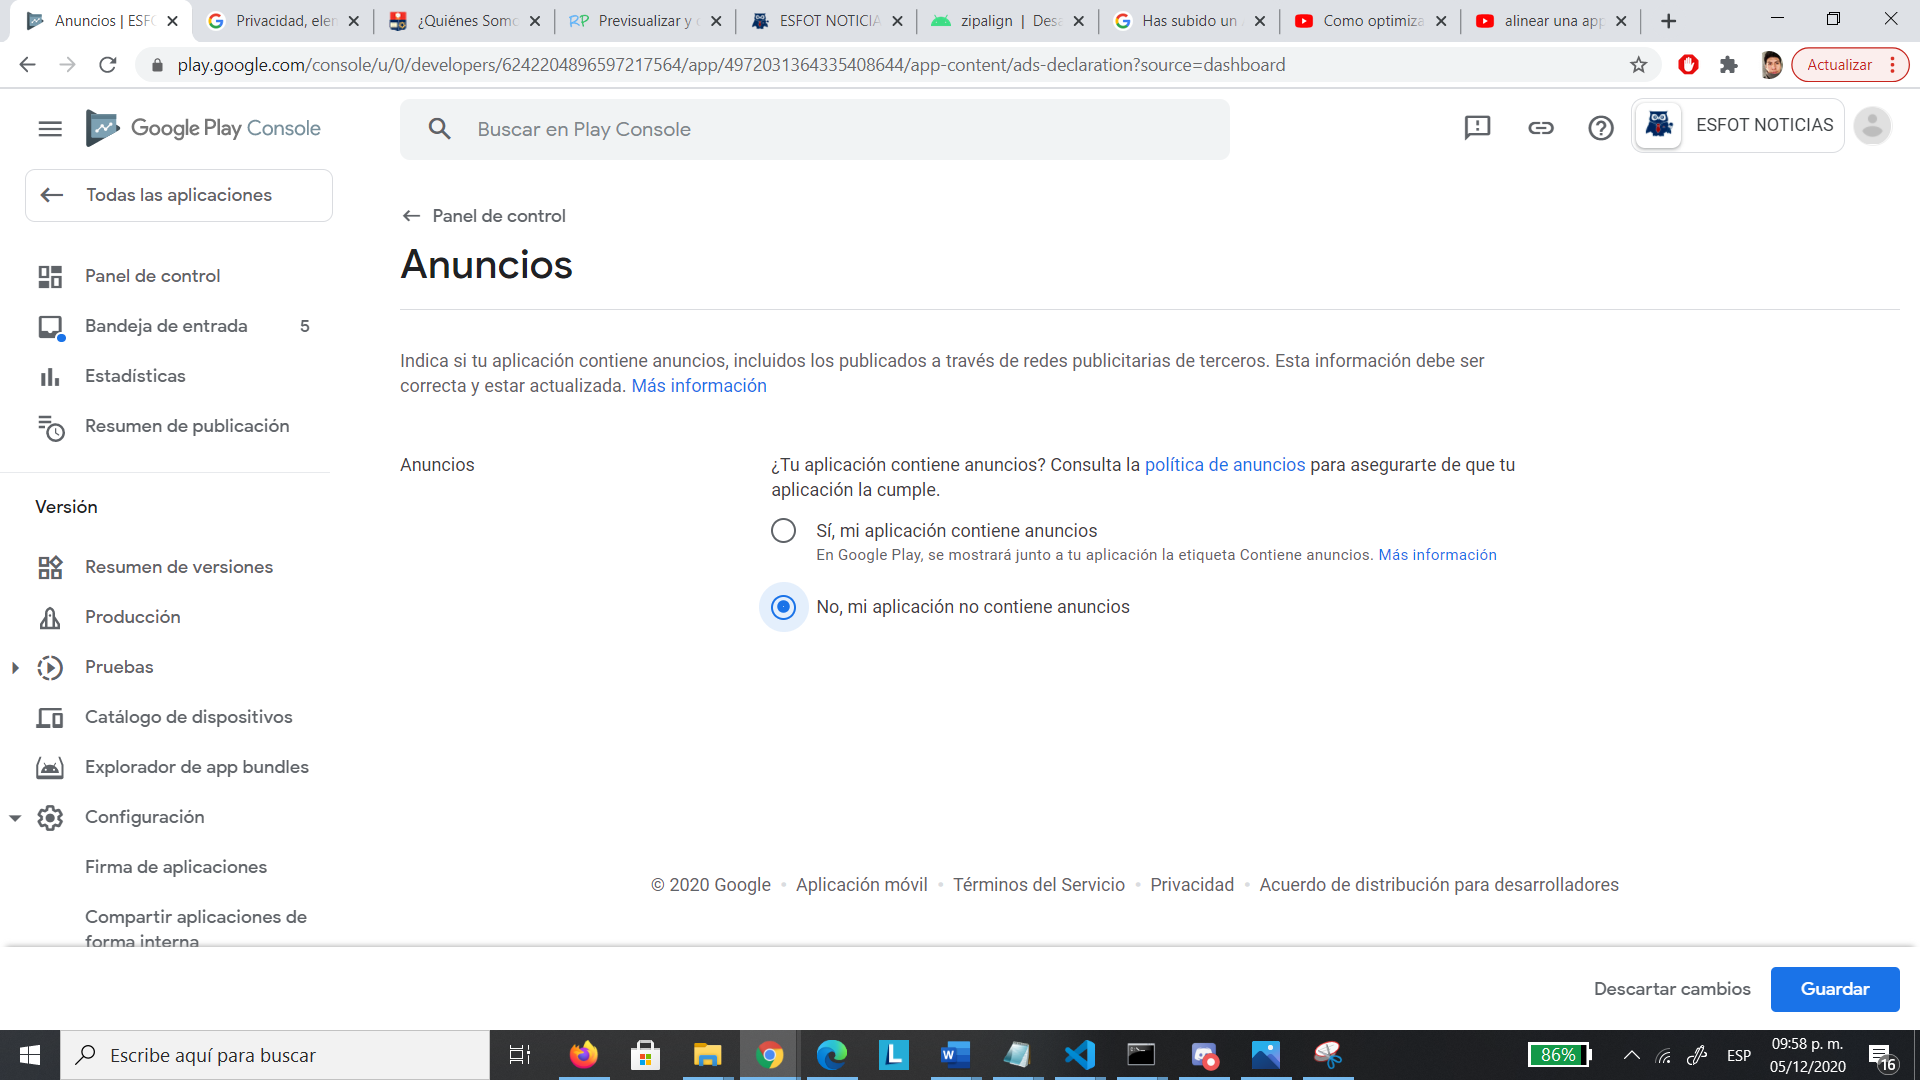 Anuncios | ESFO
Privacidad, elen
¿Quiénes Somo
Previsualizar y
ESFOT NOTICIA
zipalign | Desa
Has subido un
Como optimiza
alinear una app
play.google.com/console/u/0/developers/6242204896597217564/app/4972031364335408644/app-content/ads-declaration?source=dashboard
Actualizar
Google Play Console
Buscar en Play Console
ESFOT NOTICIAS
Todas las aplicaciones
Panel de control
Bandeja de entrada 5
Estadísticas
Resumen de publicación
Versión
Resumen de versiones
Producción
Pruebas
Catálogo de dispositivos
Explorador de app bundles
Configuración
Firma de aplicaciones
Compartir aplicaciones de
forma interna
Panel de control
Anuncios
Indica si tu aplicación contiene anuncios, incluidos los publicados a través de redes publicitarias de terceros. Esta información debe ser
correcta y estar actualizada. Más información
Anuncios
¿Tu aplicación contiene anuncios? Consulta la política de anuncios para asegurarte de que tu
aplicación la cumple.
Sí, mi aplicación contiene anuncios
En Google Play, se mostrará junto a tu aplicación la etiqueta Contiene anuncios. Más información
No, mi aplicación no contiene anuncios
© 2020 Google • Aplicación móvil • Términos del Servicio • Privacidad • Acuerdo de distribución para desarrolladores
Descartar cambios
Guardar
Escribe aquí para buscar
86%
ESP
09:58 p. m.
05/12/2020
16